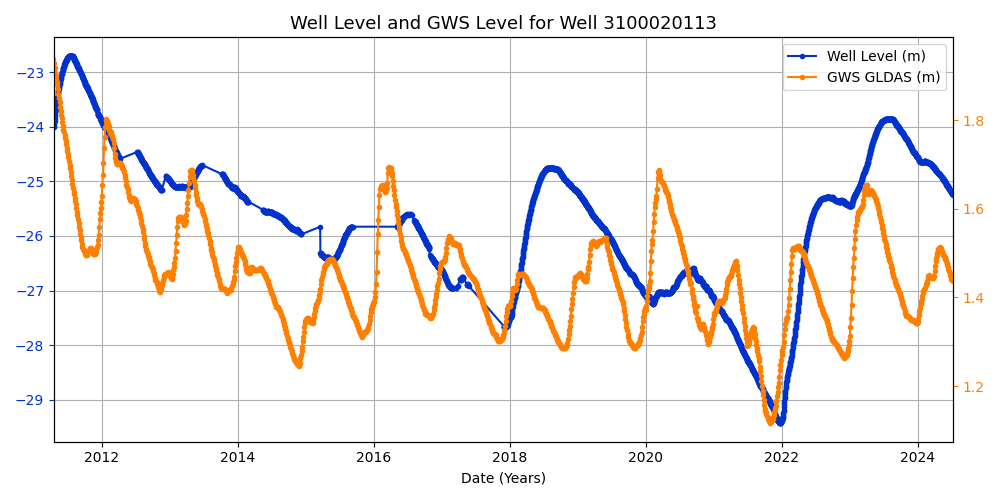 Well Level and GWS Level for Well 3100020113
Well Level (m)
GWS GLDAS (m)
−23
−24
−25
−26
−27
−28
−29
1.8
1.6
1.4
1.2
2012 2014 2016 2018 2020 2022 2024
Date (Years)